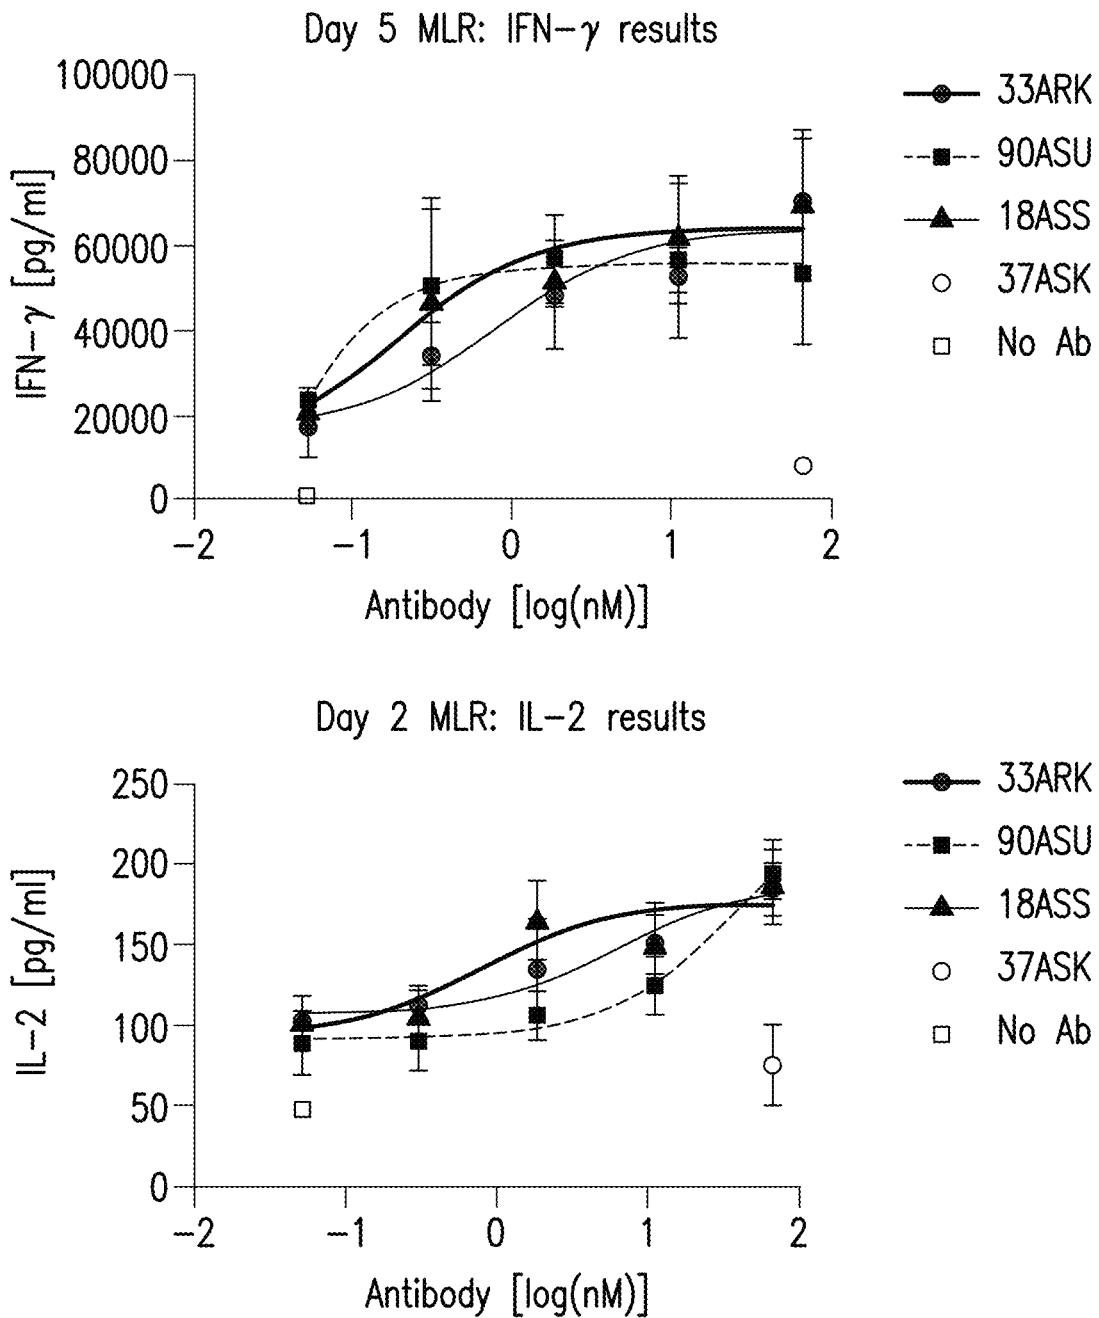 Day 5 MLR: IFN-γ results
IFN-γ [pg/ml]
100000
80000
60000
40000
20000
0
-2 -1 0 1 2
Antibody [log(nM)]
33ARK
90ASU
18ASS
37ASK
No Ab
Day 2 MLR: IL-2 results
IL-2 [pg/ml]
250
200
150
100
50
0
-2 -1 0 1 2
Antibody [log(nM)]
33ARK
90ASU
18ASS
37ASK
No Ab